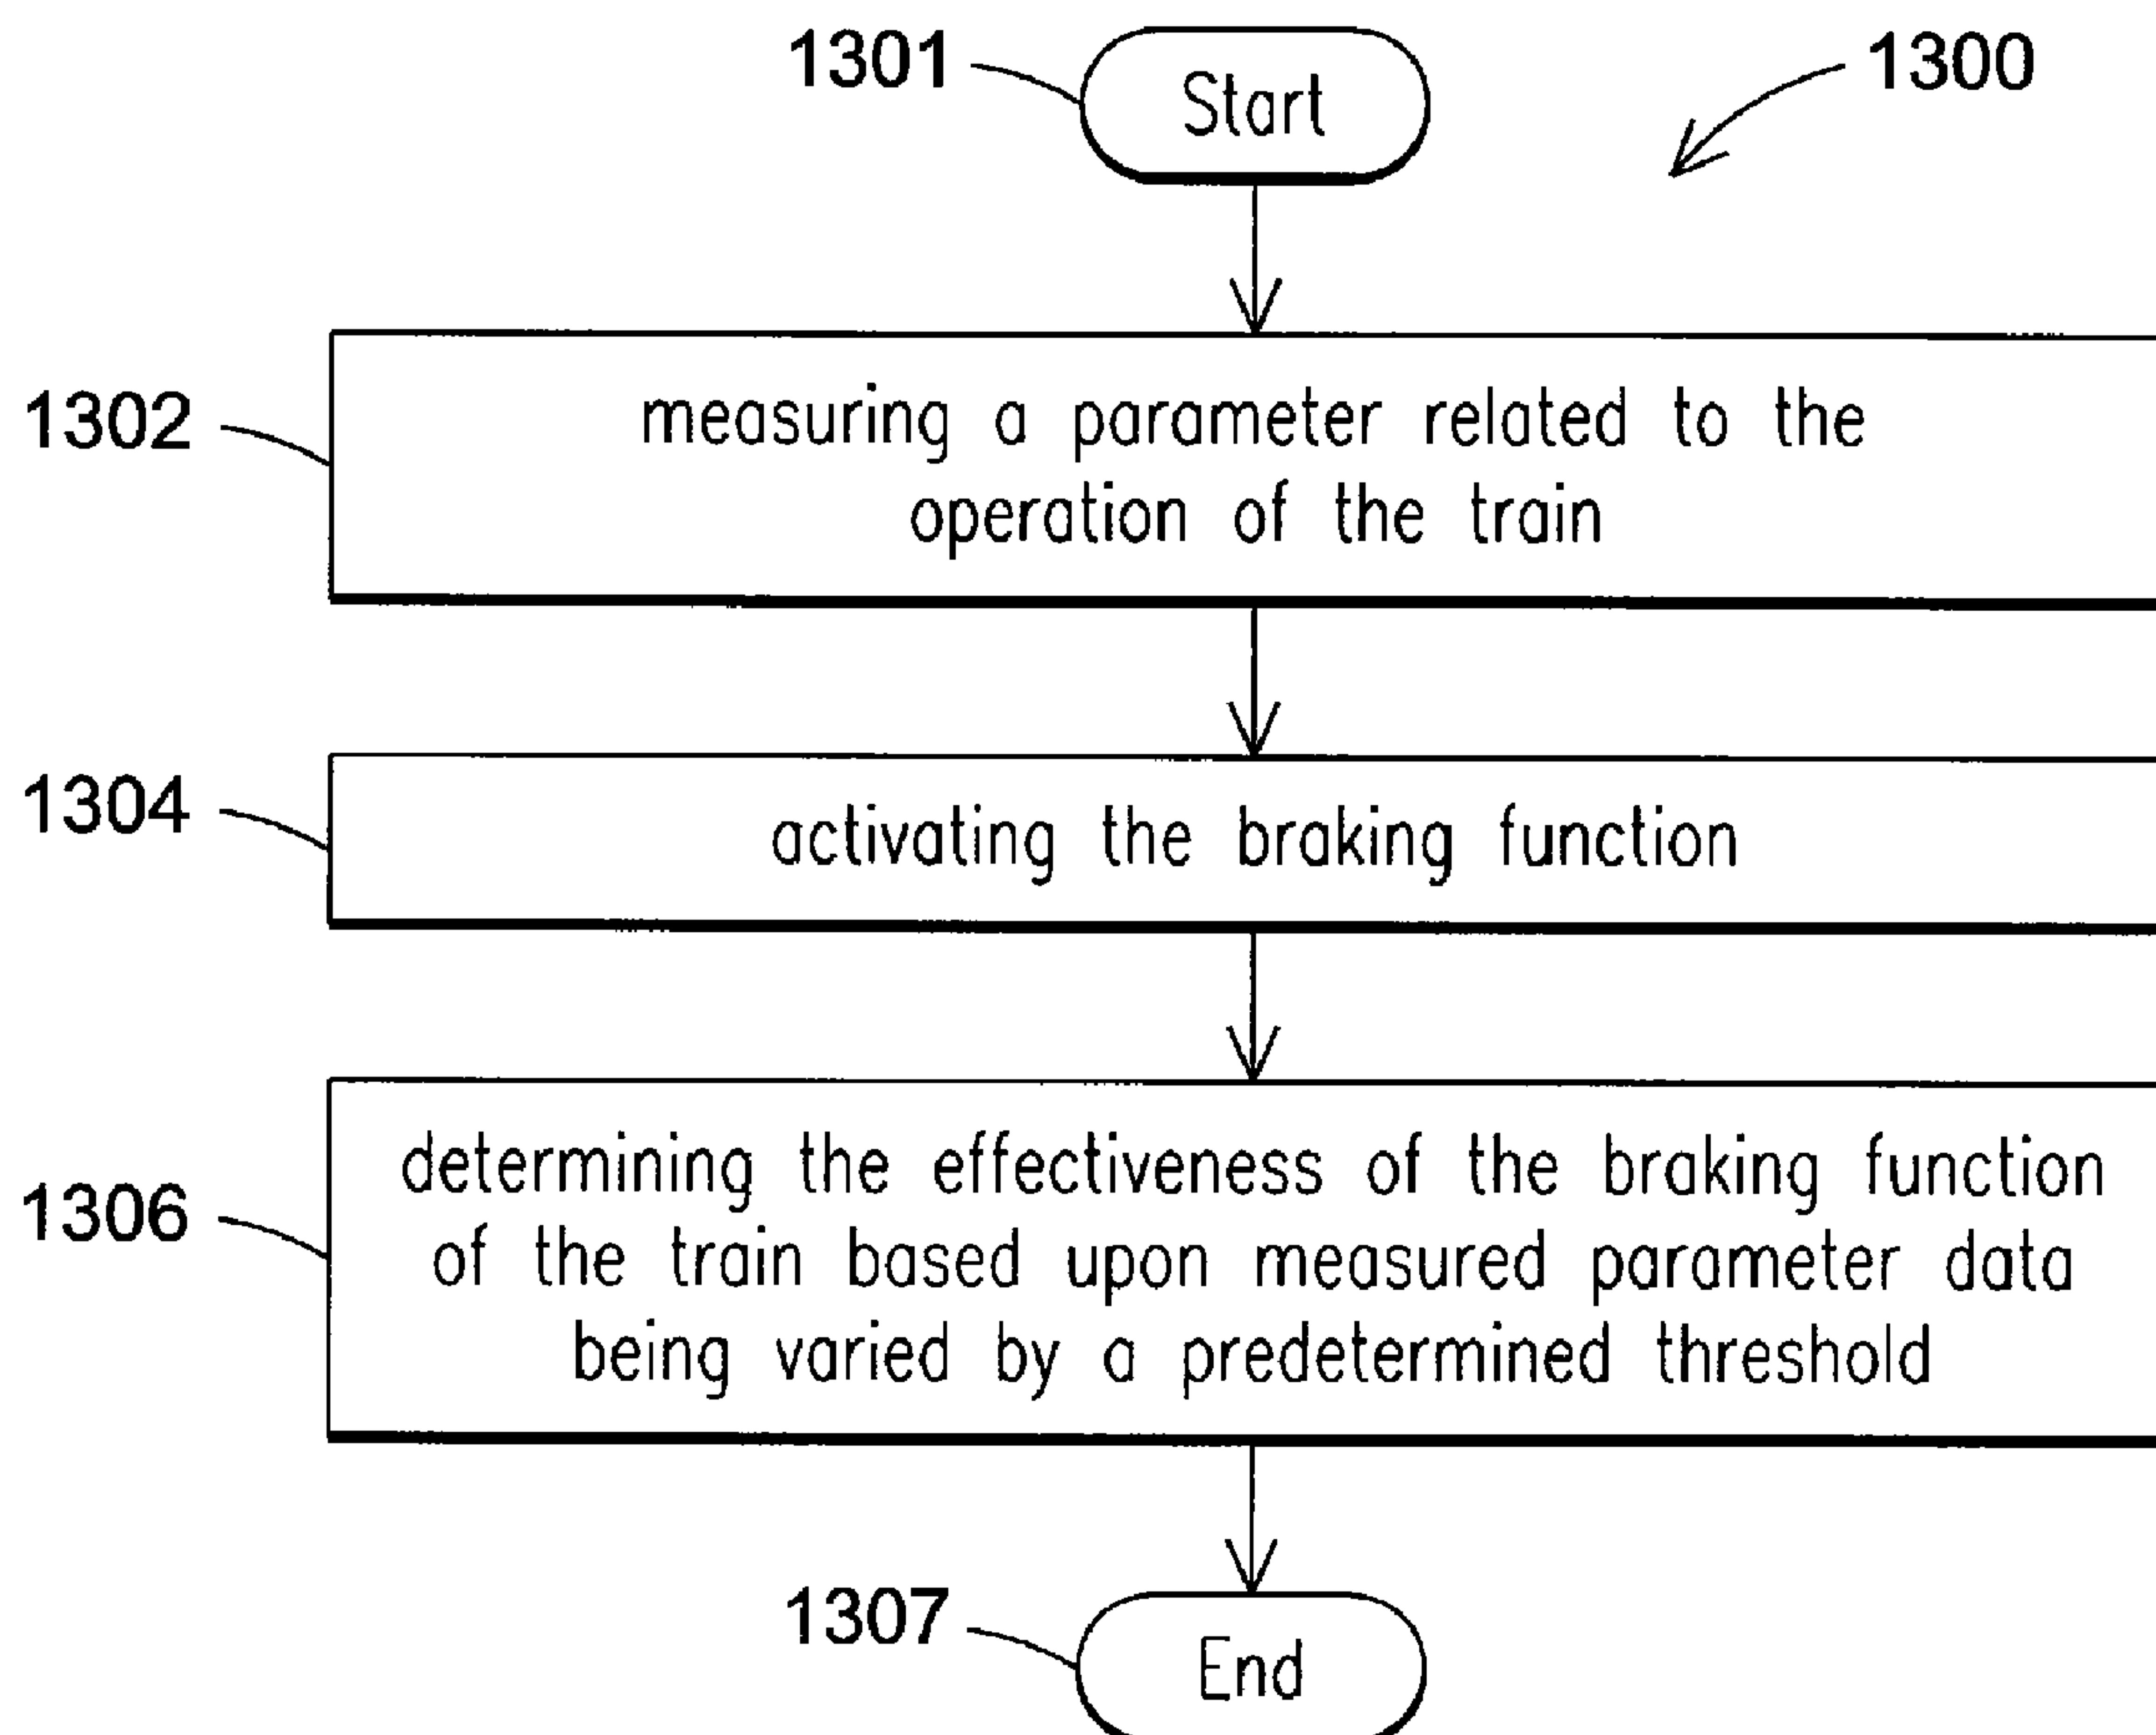 1301
Start
1300
1302
measuring a parameter related to the
operation of the train
1304
activating the braking function
1306
determining the effectiveness of the braking function
of the train based upon measured parameter data
being varied by a predetermined threshold
1307
End